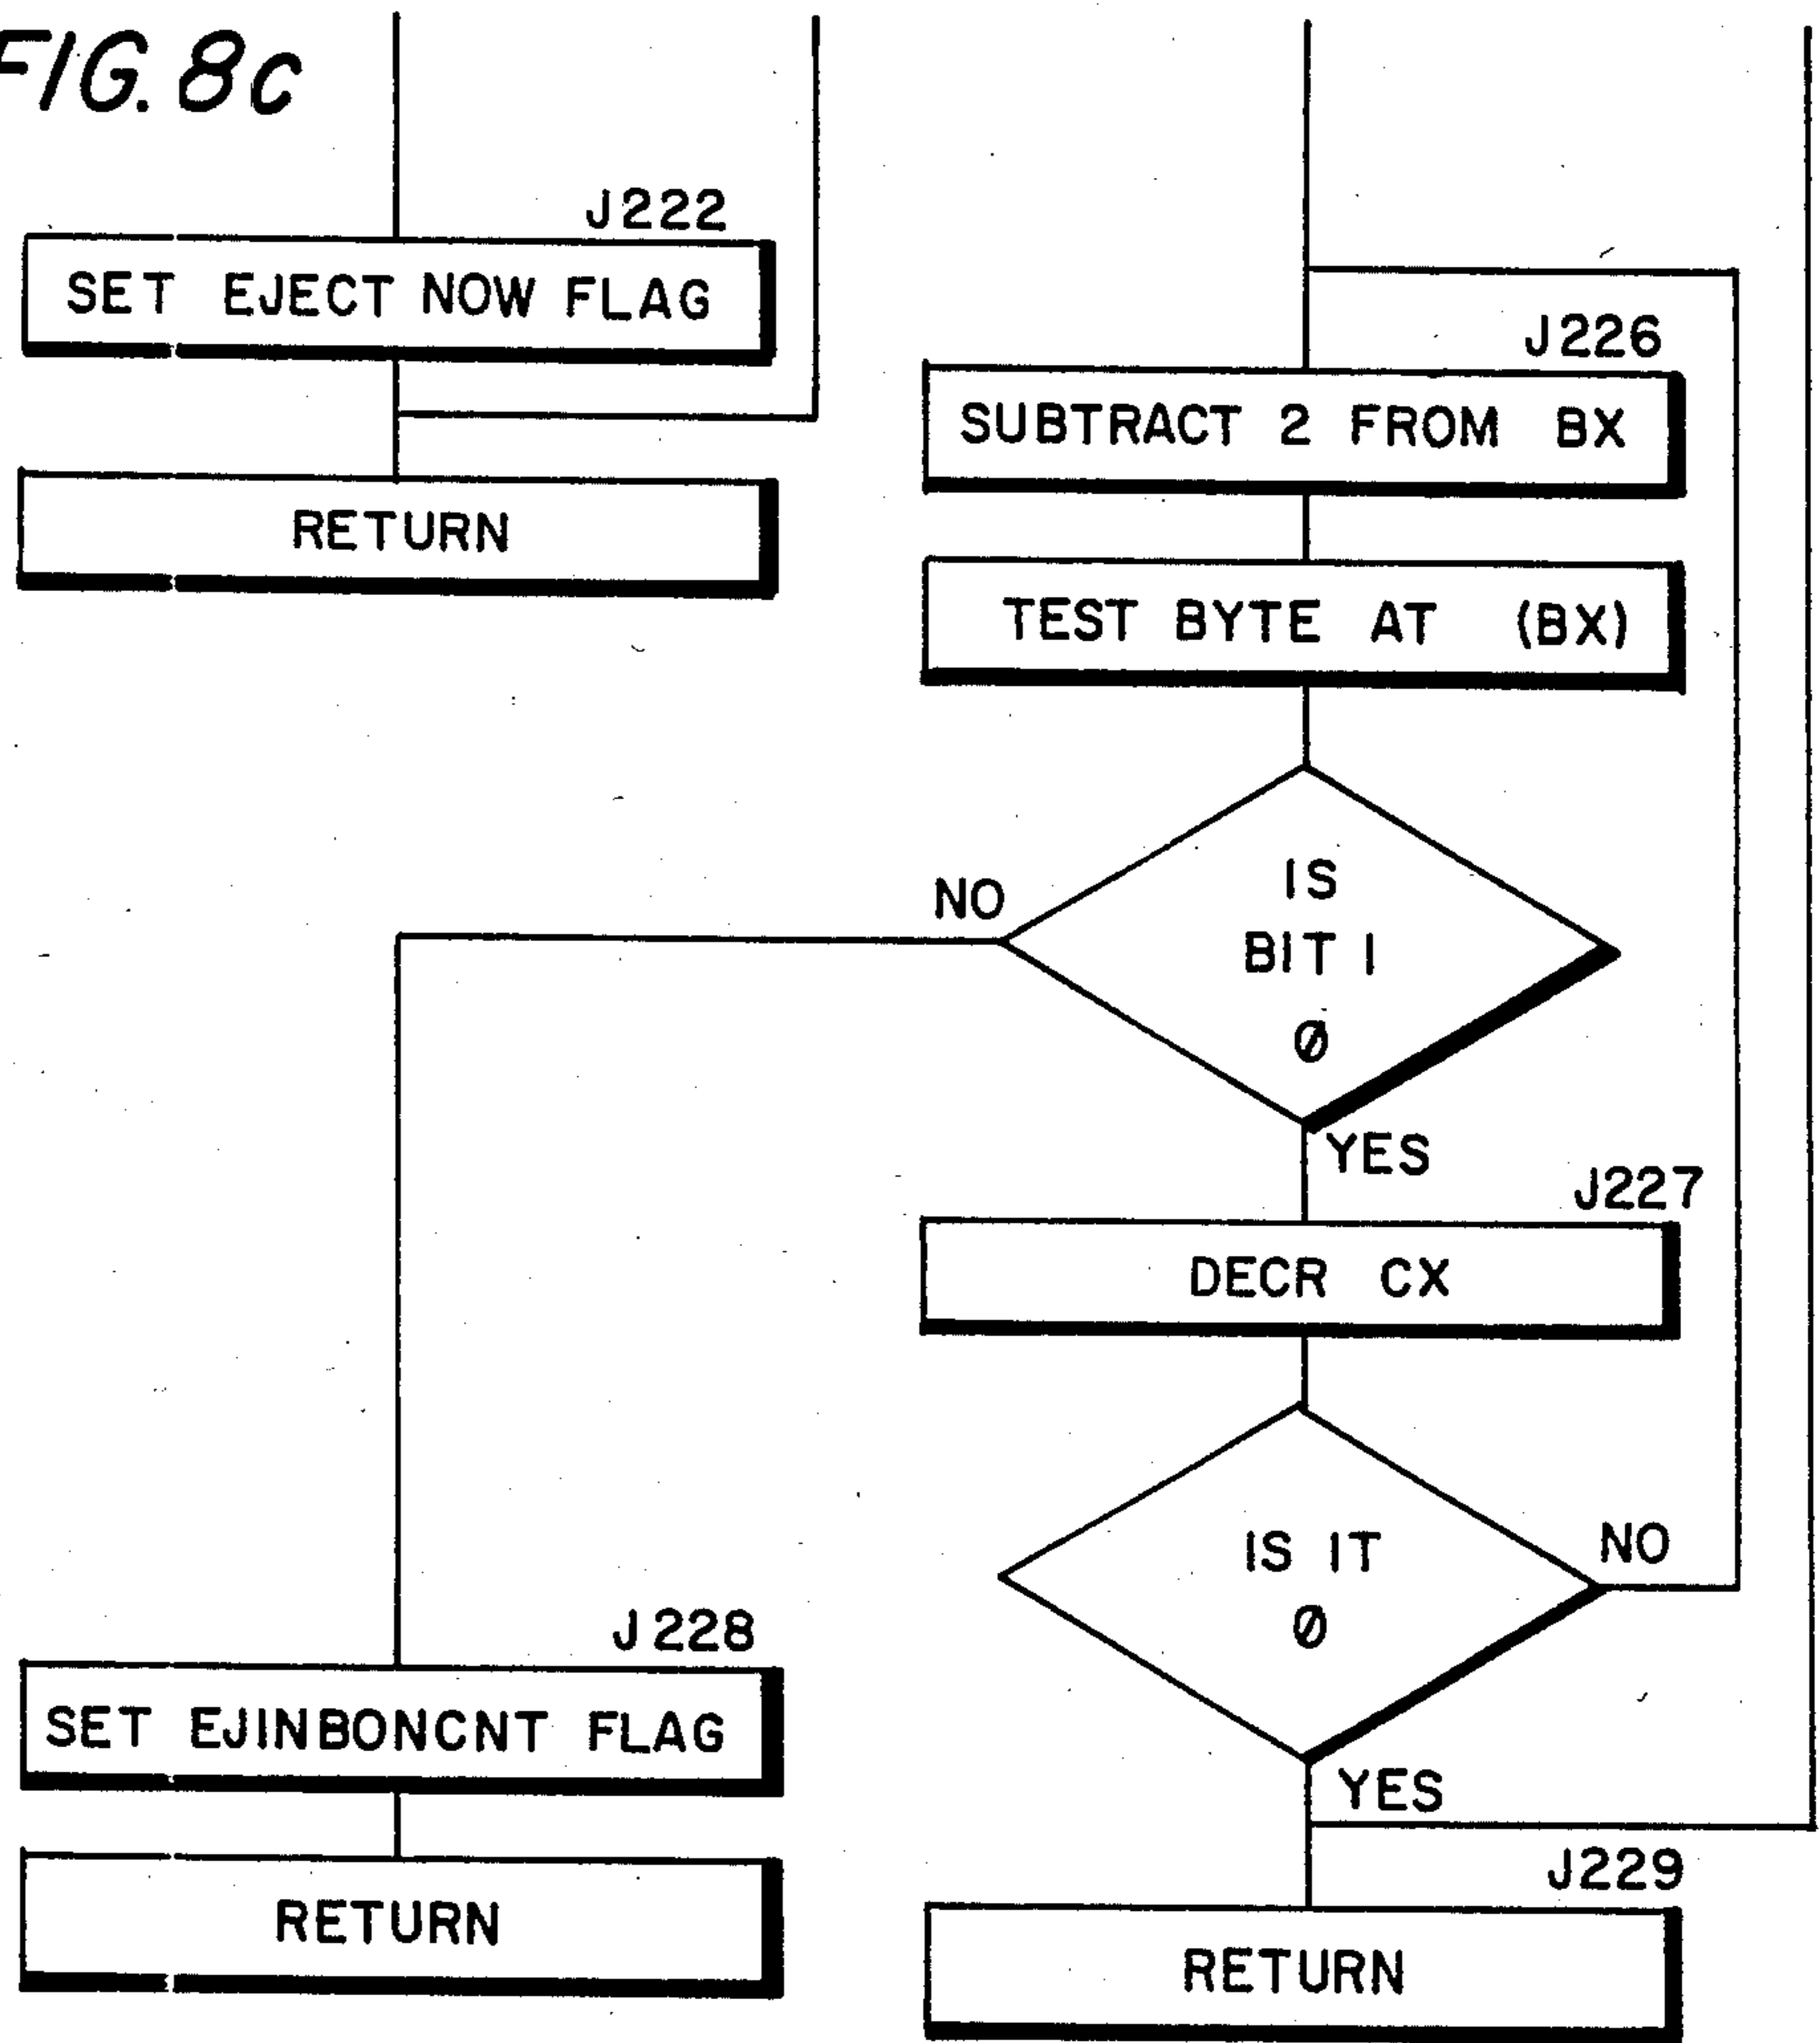 FIG. 8c
J222
SET EJECT NOW FLAG
RETURN
J226
SUBTRACT 2 FROM BX
TEST BYTE AT (BX)
IS
BIT 1
Ø
NO
YES
J227
DECR CX
IS IT
Ø
NO
YES
J228
SET EJINBONCNT FLAG
RETURN
J229
RETURN